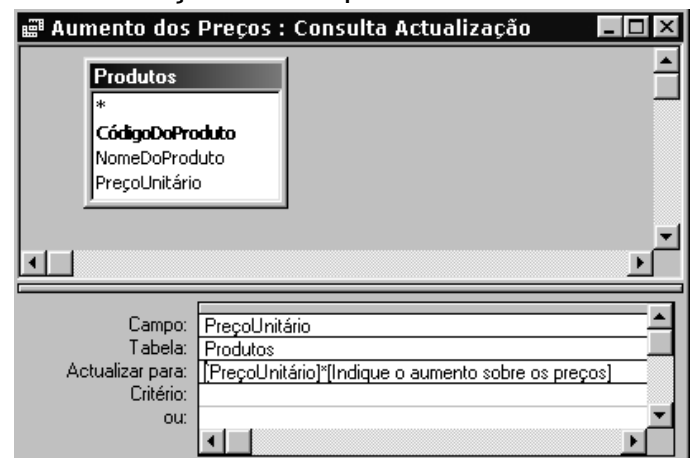 Aumento dos Preços : Consulta Actualização
Produtos
*
CódigoDoProduto
NomeDoProduto
PreçoUnitário
Campo: PreçoUnitário
Tabela: Produtos
Actualizar para: [PreçoUnitário]*[Indique o aumento sobre os preços]
Critério:
ou: